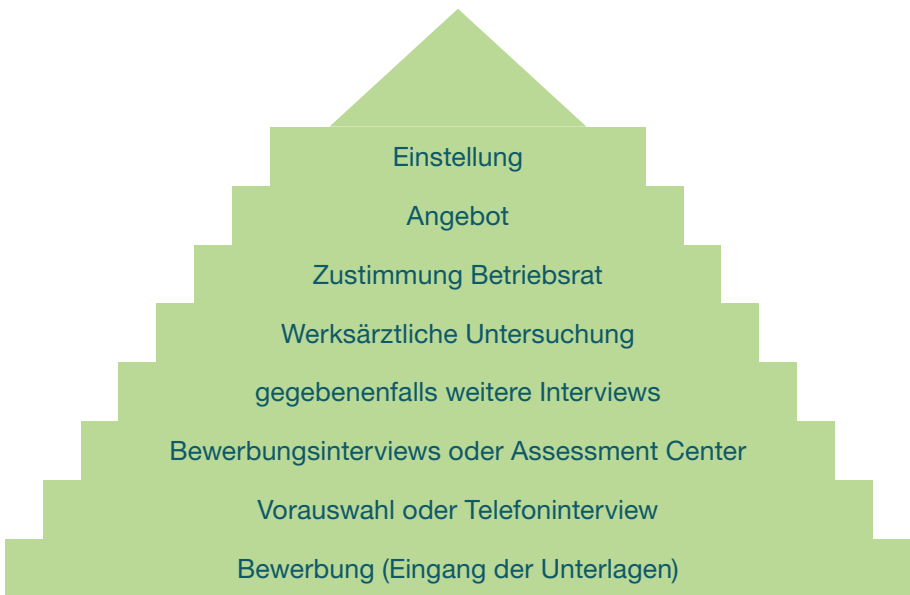 Einstellung
Angebot
Zustimmung Betriebsrat
Werksärztliche Untersuchung
gegebenenfalls weitere Interviews
Bewerbungsinterviews oder Assessment Center
Vorauswahl oder Telefoninterview
Bewerbung (Eingang der Unterlagen)